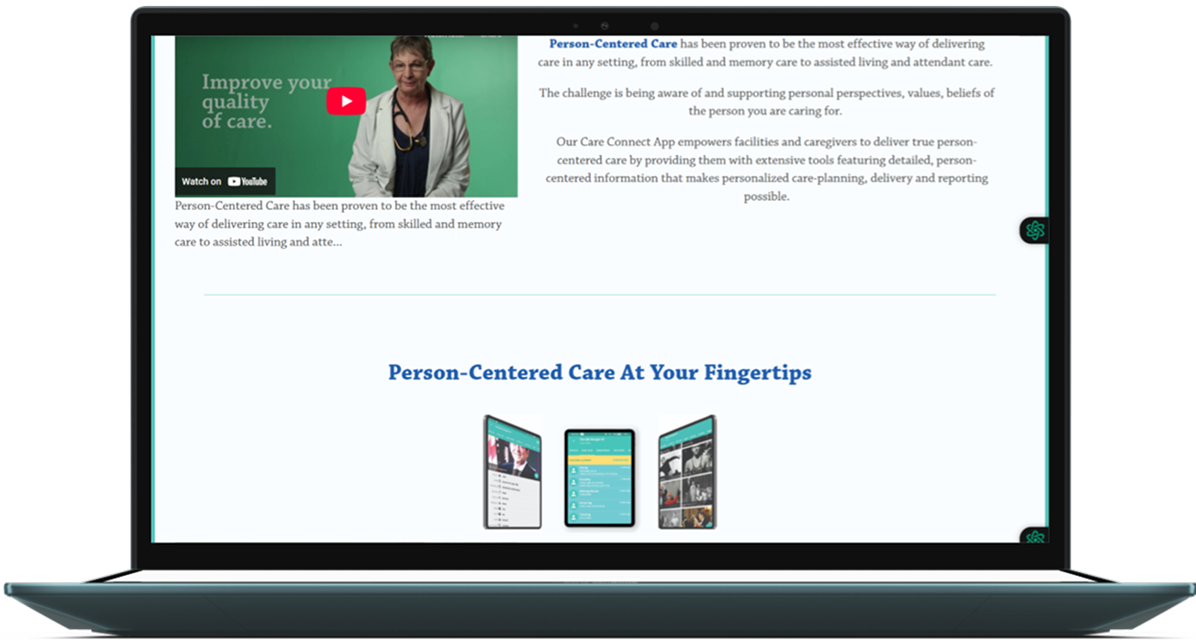 Improve your
quality
of care.
Watch on YouTube
Person-Centered Care has been proven to be the most effective
way of delivering care in any setting, from skilled and memory
care to assisted living and atte...
Person-Centered Care has been proven to be the most effective way of delivering
care in any setting, from skilled and memory care to assisted living and attendant care.
The challenge is being aware of and supporting personal perspectives, values, beliefs of
the person you are caring for.
Our Care Connect App empowers facilities and caregivers to deliver true person-
centered care by providing them with extensive tools featuring detailed, person-
centered information that makes personalized care-planning, delivery and reporting
possible.
Person-Centered Care At Your Fingertips